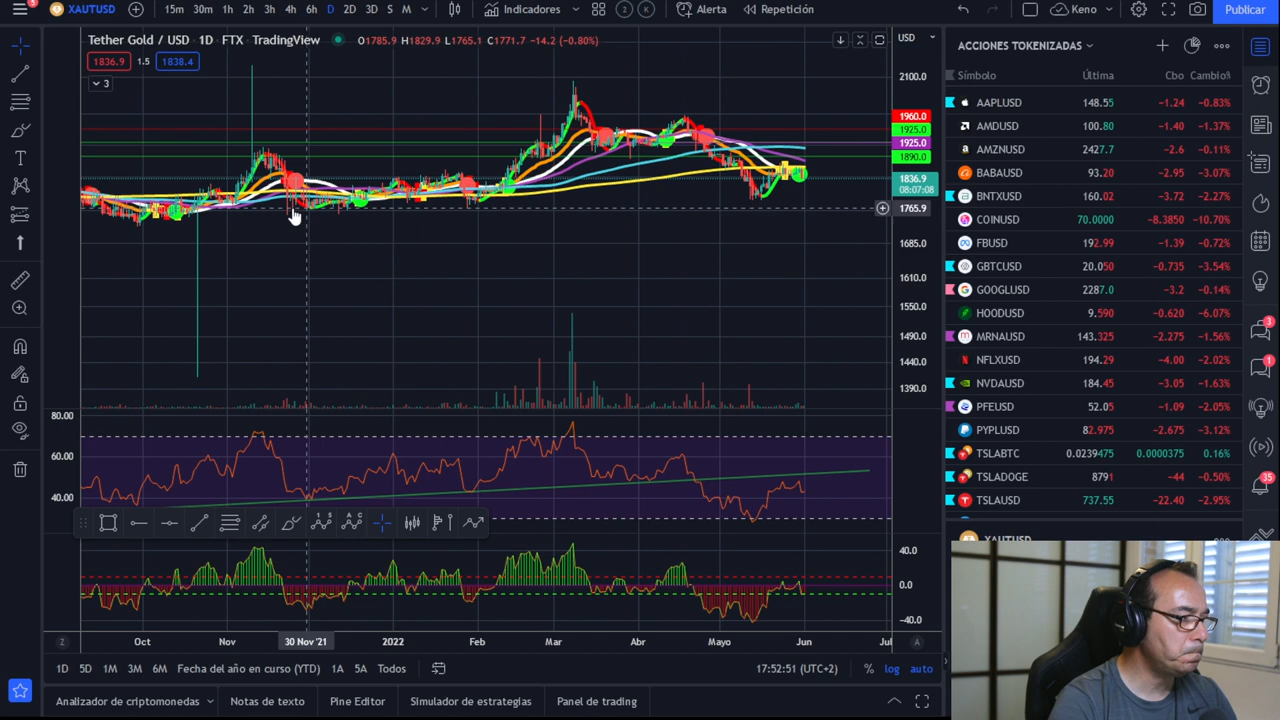 5 XAUTUSD 15m 30m 1h 2h 3h 4h 6h D 2D 3D S M Indicadores 2 K Alerta Repetición Keno Publicar
Tether Gold / USD 1D FTX TradingView O1785.9 H1829.9 L1765.1 C1771.7 -14.2 (-0.80%)
1836.9 1.5 1838.4
3
USD
2100.0
1960.0
1925.0
1925.0
1890.0
1836.9
08:07:08
1765.9
1685.0
1610.0
1550.0
1490.0
1440.0
1390.0
80.00
60.00
40.00
40.0
0.0
-40.0
Oct Nov 30 Nov '21 2022 Feb Mar Abr Mayo Jun Jul
Z A
1D 5D 1M 3M 6M Fecha del año en curso (YTD) 1A 5A Todos 17:52:51 (UTC+2) % log auto
Analizador de criptomonedas Notas de texto Pine Editor Simulador de estrategias Panel de trading
ACCIONES TOKENIZADAS
Símbolo Última Cbo Cambio%
AAPLUSD 148.55 −1.24 −0.83%
AMDUSD 100.80 −1.40 −1.37%
AMZNUSD 2427.7 −2.6 −0.11%
BABAUSD 93.20 −2.95 −3.07%
BNTXUSD 160.02 −3.72 −2.27%
COINUSD 70.0000 −8.3850 −10.70%
FBUSD 192.99 −1.39 −0.72%
GBTCUSD 20.050 −0.735 −3.54%
GOOGLUSD 2287.0 −3.2 −0.14%
HOODUSD 9.590 −0.620 −6.07%
MRNAUSD 143.325 −2.275 −1.56%
NFLXUSD 194.29 −4.00 −2.02%
NVDAUSD 184.45 −3.05 −1.63%
PFEUSD 52.05 −1.09 −2.05%
PYPLUSD 82.975 −2.675 −3.12%
TSLABTC 0.0239475 0.0000375 0.16%
TSLADOGE 8791 −44 −0.50%
TSLAUSD 737.55 −22.40 −2.95%
XAUTUSD
3
1
35